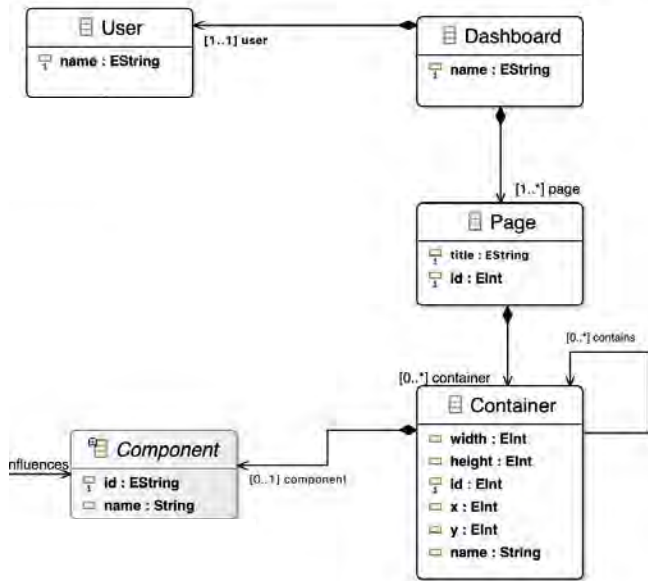 User
name : EString
[1..1] user
Dashboard
name : EString
[1..*] page
Page
title : EString
id : EInt
[0..*] contains
[0..*] container
Container
width : EInt
height : EInt
id : EInt
x : EInt
y : EInt
name : String
[0..1] component
nfluences
Component
id : EString
name : String